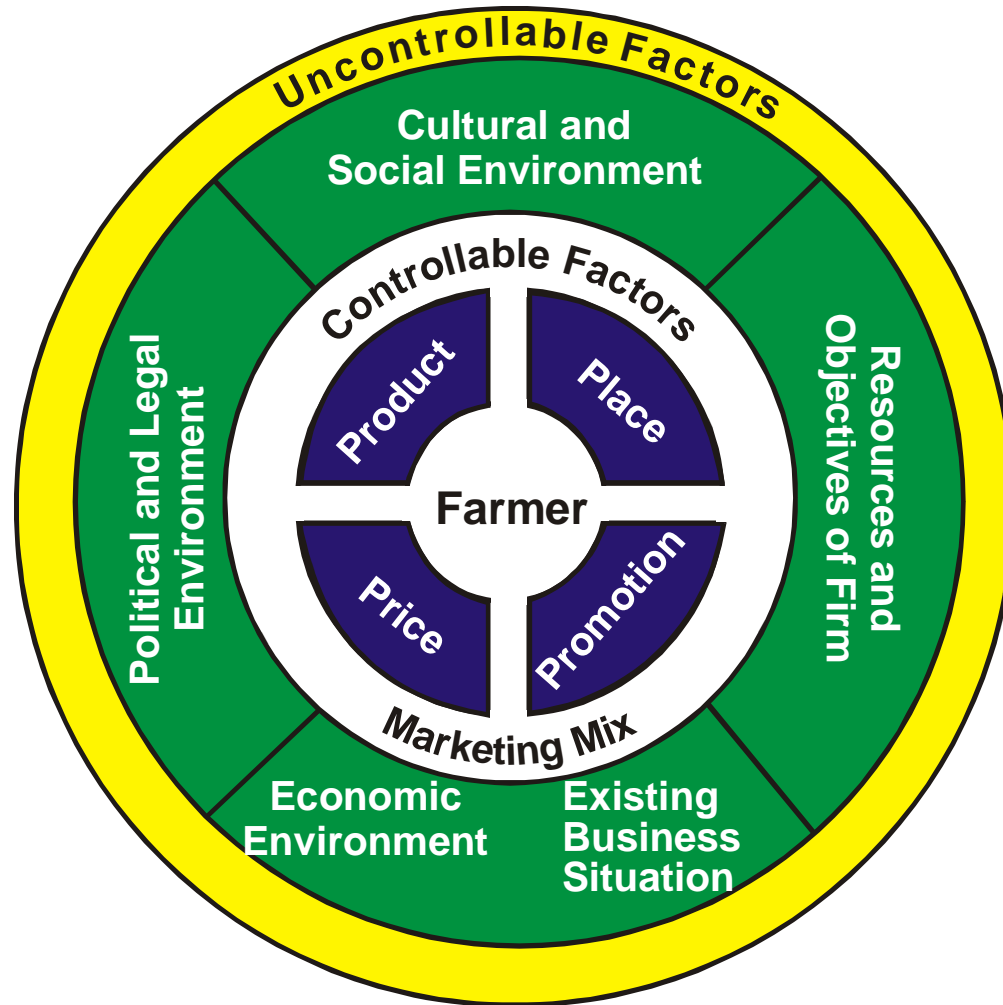 Uncontrollable Factors
Cultural and
Social Environment
Controllable Factors
Product
Place
Political and Legal
Environment
Resources and
Objectives of Firm
Farmer
Price
Promotion
Marketing Mix
Economic
Environment
Existing
Business
Situation